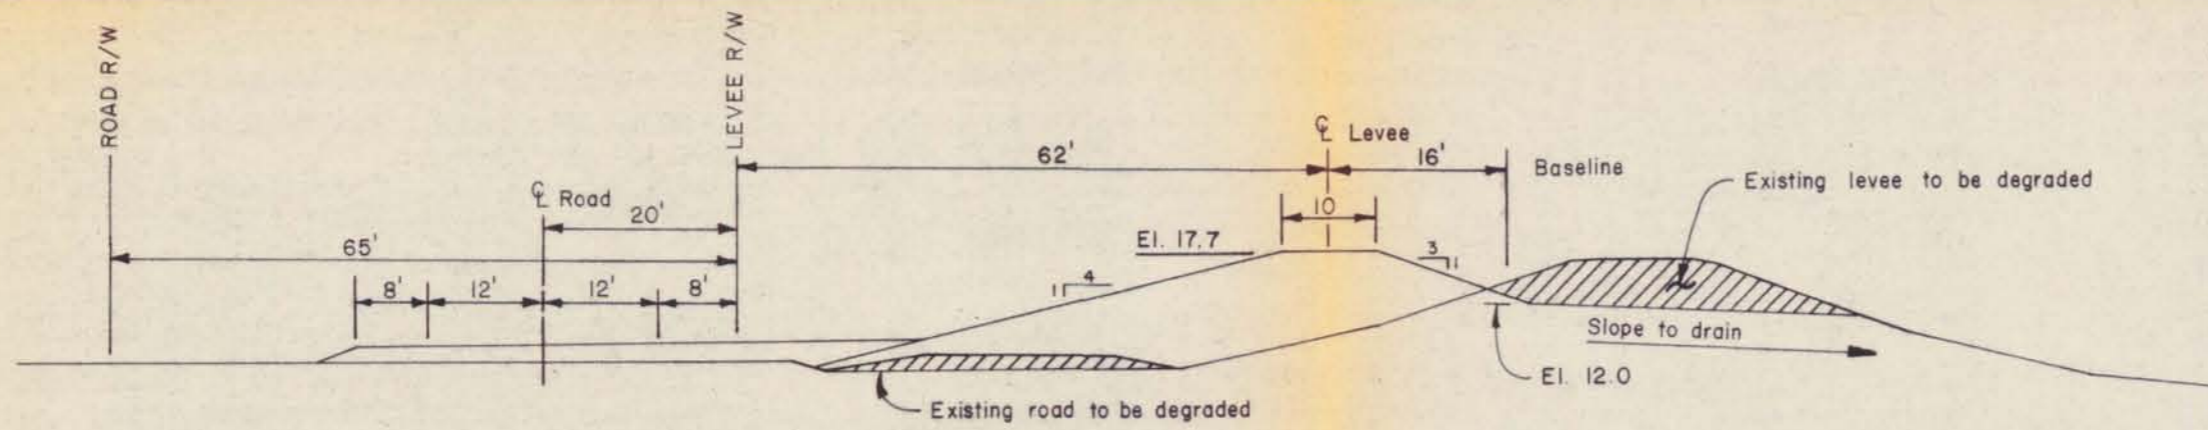 ROAD R/W
LEVEE R/W
℄ Levee
62'
16'
Baseline
Existing levee to be degraded
℄ Road
20'
10
El. 17.7
65'
3
1
4
1
8'
12'
12'
8'
Slope to drain
El. 12.0
Existing road to be degraded